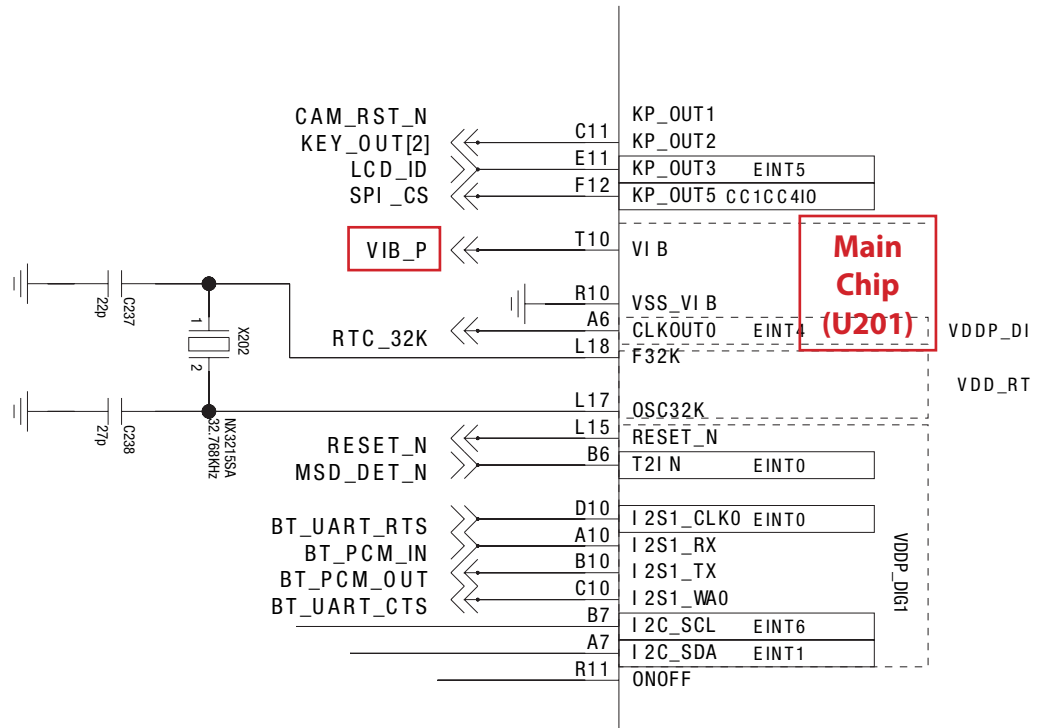 CAM_RST_N KP_OUT1
KEY_OUT[2] C11 KP_OUT2
LCD_ID E11 KP_OUT3 EINT5
SPI_CS F12 KP_OUT5 CC1CC4IO
VIB_P T10 VIB
Main
Chip
(U201)
R10 VSS_VIB
RTC_32K A6 CLKOUT0 EINT4 VDDP_DI
L18 F32K
VDD_RT
22p C237
1 X202 2
NX3215SA
32.768KHz
27p C238
L17 OSC32K
RESET_N L15 RESET_N
MSD_DET_N B6 T2IN EINT0
BT_UART_RTS D10 I2S1_CLK0 EINT0
BT_PCM_IN A10 I2S1_RX
BT_PCM_OUT B10 I2S1_TX
BT_UART_CTS C10 I2S1_WA0
VDDP_DIG1
B7 I2C_SCL EINT6
A7 I2C_SDA EINT1
R11 ONOFF